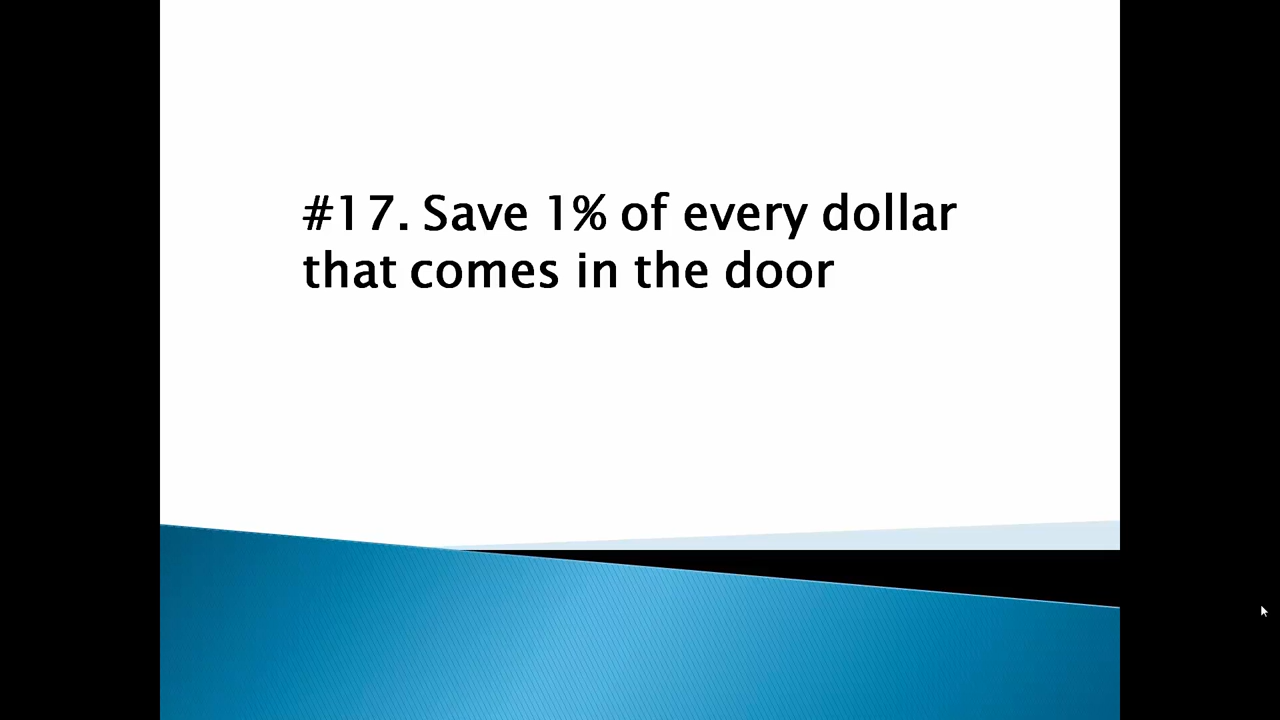 #17. Save 1% of every dollar
that comes in the door